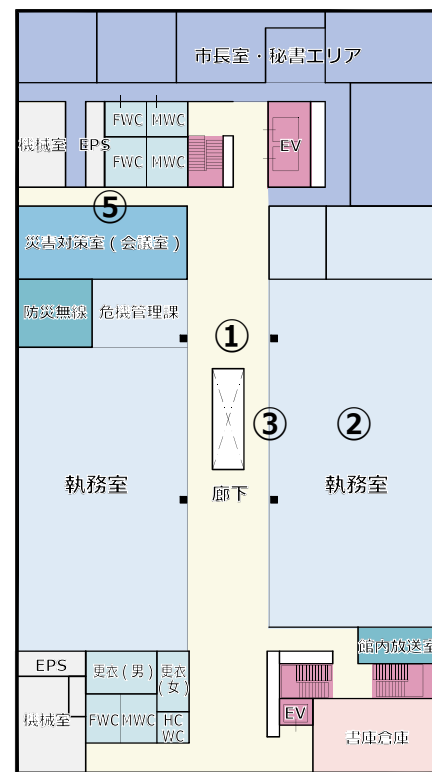 市長室・秘書エリア
FWC
MWC
機械室
EPS
EV
FWC
MWC
⑤
災害対策室(会議室)
防災無線
危機管理課
①
③
②
執務室
廊下
執務室
館内放送室
EPS
更衣(男)
更衣
(女)
機械室
FWC
MWC
HC
WC
EV
書庫倉庫